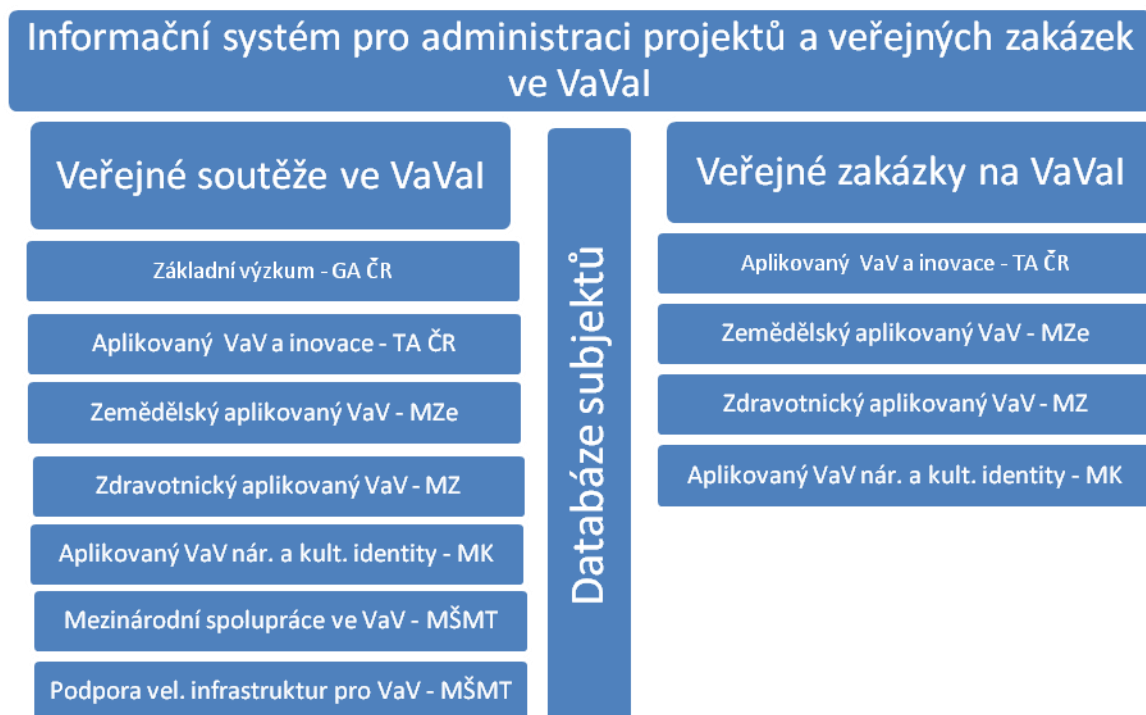 Informační systém pro administraci projektů a veřejných zakázek
ve VaVaI
Veřejné soutěže ve VaVaI
Základní výzkum - GA ČR
Aplikovaný VaV a inovace - TA ČR
Zemědělský aplikovaný VaV - MZe
Zdravotnický aplikovaný VaV - MZ
Aplikovaný VaV nár. a kult. identity - MK
Mezinárodní spolupráce ve VaV - MŠMT
Podpora vel. infrastruktur pro VaV - MŠMT
Databáze subjektů
Veřejné zakázky na VaVaI
Aplikovaný VaV a inovace - TA ČR
Zemědělský aplikovaný VaV - MZe
Zdravotnický aplikovaný VaV - MZ
Aplikovaný VaV nár. a kult. identity - MK